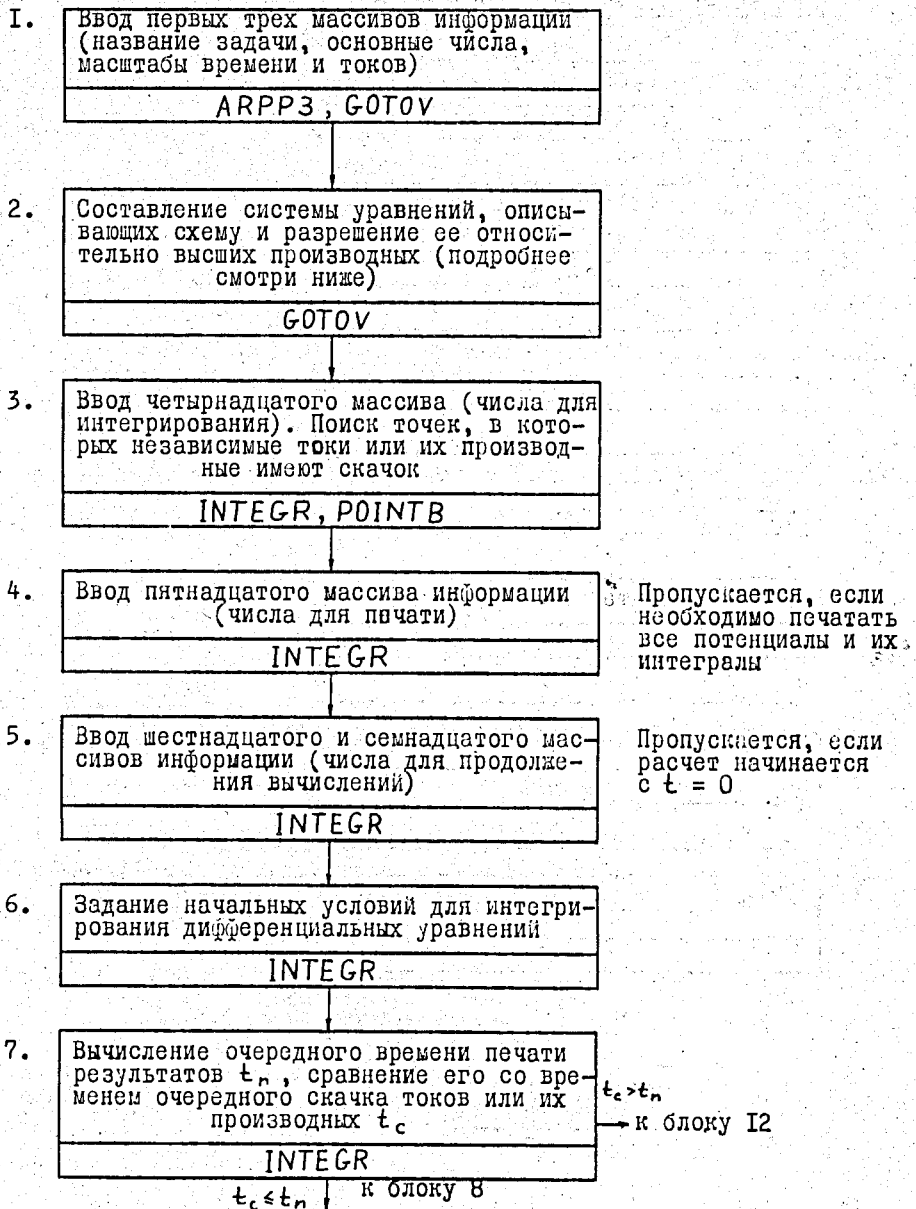 I.
Ввод первых трех массивов информации
(название задачи, основные числа,
масштабы времени и токов)
ARPP3, GOTOV
2.
Составление системы уравнений, описы-
вающих схему и разрешение ее относи-
тельно высших производных (подробнее
смотри ниже)
GOTOV
3.
Ввод четырнадцатого массива (числа для
интегрирования). Поиск точек, в кото-
рых независимые токи или их производ-
ные имеют скачок
INTEGR, POINTB
4.
Ввод пятнадцатого массива информации
(числа для печати)
INTEGR
Пропускается, если
необходимо печатать
все потенциалы и их
интегралы
5.
Ввод шестнадцатого и семнадцатого мас-
сивов информации (числа для продолже-
ния вычислений)
INTEGR
Пропускается, если
расчет начинается
с t = 0
6.
Задание начальных условий для интегри-
рования дифференциальных уравнений
INTEGR
7.
Вычисление очередного времени печати
результатов tп, сравнение его со вре-
менем очередного скачка токов или их
производных tс
INTEGR
tс>tп
к блоку I2
tс≤tп
к блоку 8